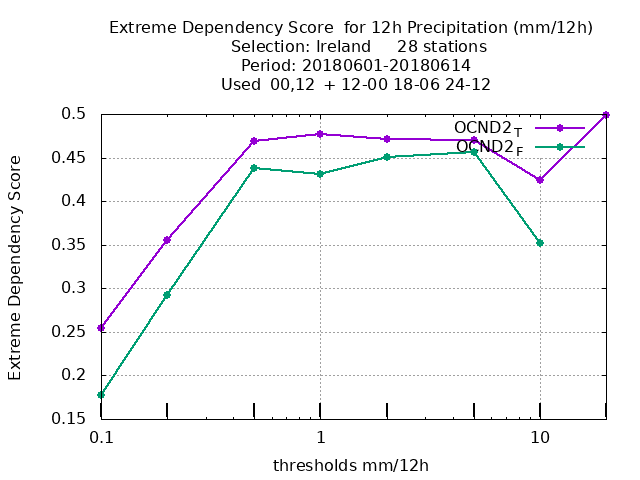 Extreme Dependency Score  for 12h Precipitation (mm/12h)
Selection: Ireland     28 stations
Period: 20180601-20180614
Used  00,12  + 12-00 18-06 24-12
OCND2T
OCND2F
0.5
0.45
0.4
0.35
0.3
0.25
0.2
0.15
Extreme Dependency Score
0.1 1 10
thresholds mm/12h